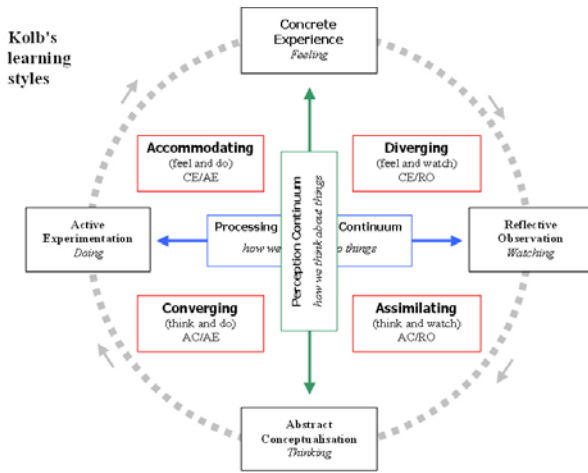 Kolb's
learning
styles
Concrete
Experience
Feeling
Accommodating
(feel and do)
CE/AE
Diverging
(feel and watch)
CE/RO
Active
Experimentation
Doing
Processing Continuum
how we o things
Perception Continuum
how we think about things
Reflective
Observation
Watching
Converging
(think and do)
AC/AE
Assimilating
(think and watch)
AC/RO
Abstract
Conceptualisation
Thinking